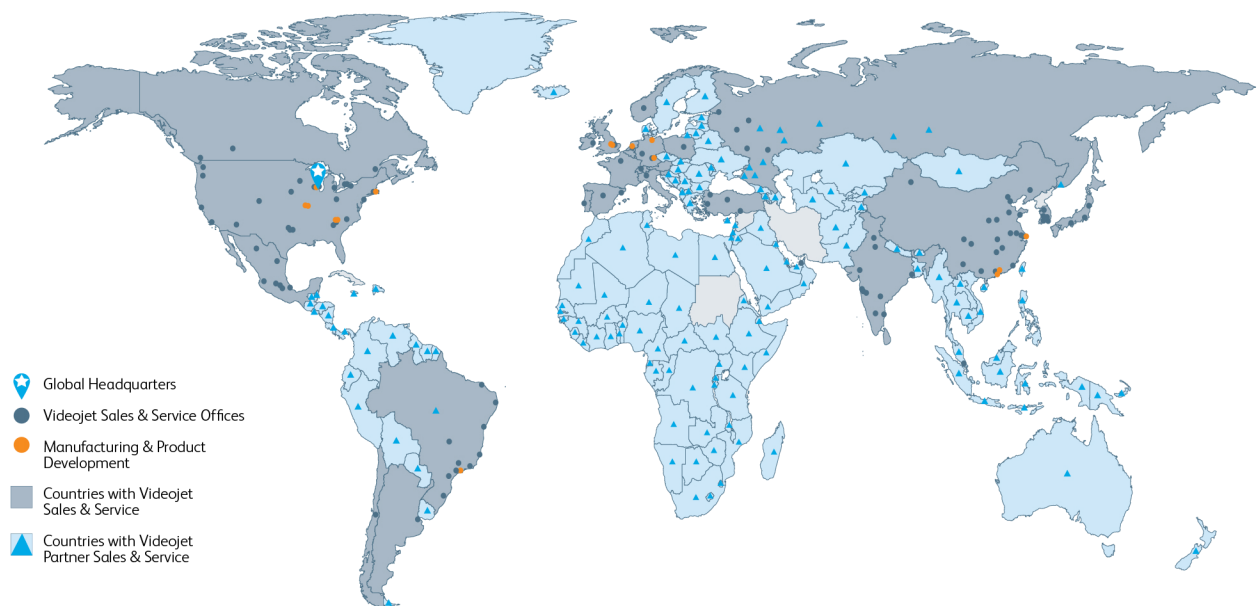 Global Headquarters
Videojet Sales & Service Offices
Manufacturing & Product
Development
Countries with Videojet
Sales & Service
Countries with Videojet
Partner Sales & Service